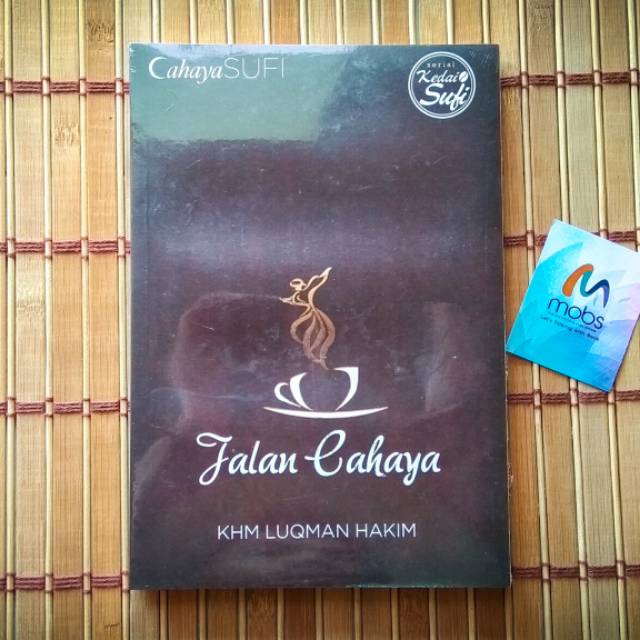 CahayaSUFI
serial
Kedai
Sufi
Jalan Cahaya
KHM LUQMAN HAKIM
mobs